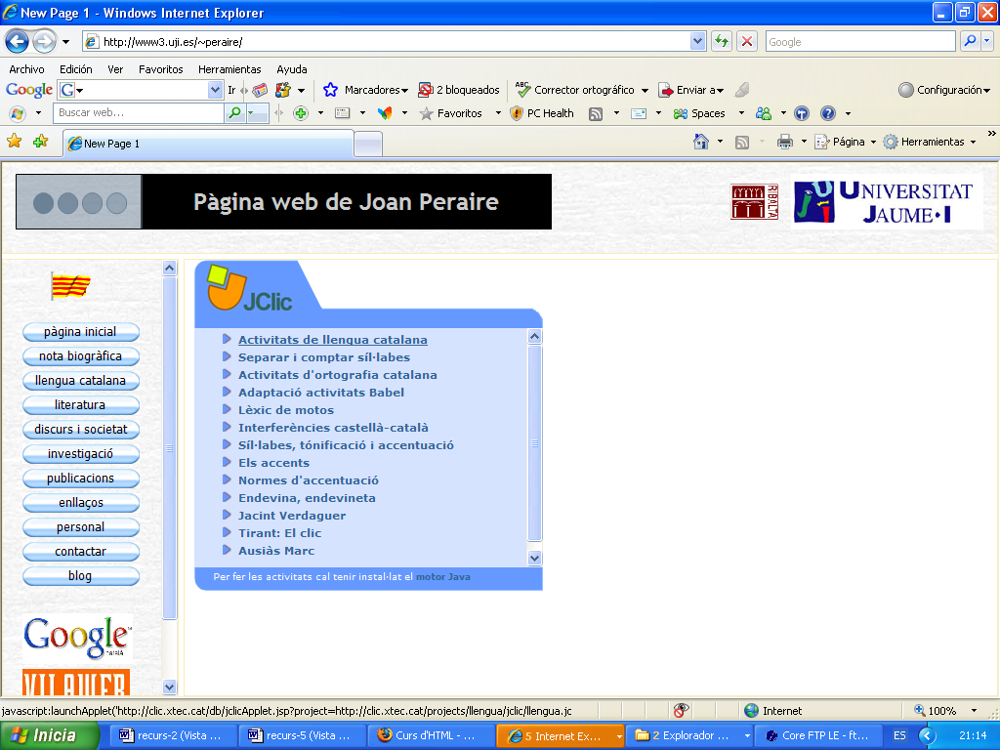 New Page 1 - Windows Internet Explorer
http://www3.uji.es/~peraire/
Google
Archivo Edición Ver Favoritos Herramientas Ayuda
Google G Ir Marcadores 2 bloqueados ABC Corrector ortográfico Enviar a Configuración
Buscar web... Favoritos PC Health Spaces
New Page 1 Página Herramientas
Pàgina web de Joan Peraire
RIBALTA
UNIVERSITAT
JAUME·I
JClic
pàgina inicial
nota biogràfica
llengua catalana
literatura
discurs i societat
investigació
publicacions
enllaços
personal
contactar
blog
Google
català
VILAWEB
Activitats de llengua catalana
Separar i comptar síl·labes
Activitats d'ortografia catalana
Adaptació activitats Babel
Lèxic de motos
Interferències castellà-català
Síl·labes, tónificació i accentuació
Els accents
Normes d'accentuació
Endevina, endevineta
Jacint Verdaguer
Tirant: El clic
Ausiàs Marc
Per fer les activitats cal tenir instal·lat el motor Java
javascript:launchApplet('http://clic.xtec.cat/db/jclicApplet.jsp?project=http://clic.xtec.cat/projects/llengua/jclic/llengua.jc Internet 100%
Inicia recurs-2 (Vista ... recurs-5 (Vista ... Curs d'HTML - ... 5 Internet Ex... 2 Explorador ... Core FTP LE - ft... ES 21:14